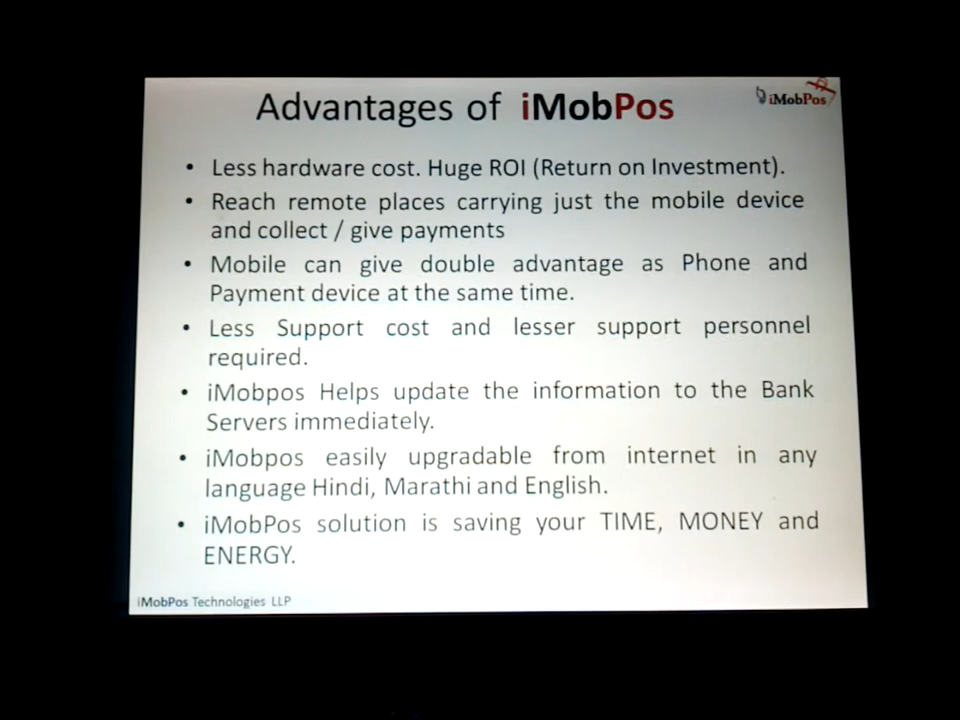 Advantages of iMobPos
iMobPos
• Less hardware cost. Huge ROI (Return on Investment).
• Reach remote places carrying just the mobile device
and collect / give payments
• Mobile can give double advantage as Phone and
Payment device at the same time.
• Less Support cost and lesser support personnel
required.
• iMobpos Helps update the information to the Bank
Servers immediately.
• iMobpos easily upgradable from internet in any
language Hindi, Marathi and English.
• iMobPos solution is saving your TIME, MONEY and
ENERGY.
iMobPos Technologies LLP